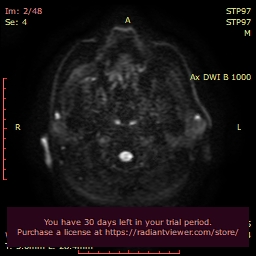 Im: 2/48
Se: 4
A
STP97
STP97
M
Ax DWI B 1000
R
L
You have 30 days left in your trial period.
Purchase a license at https://radiantviewer.com/store/